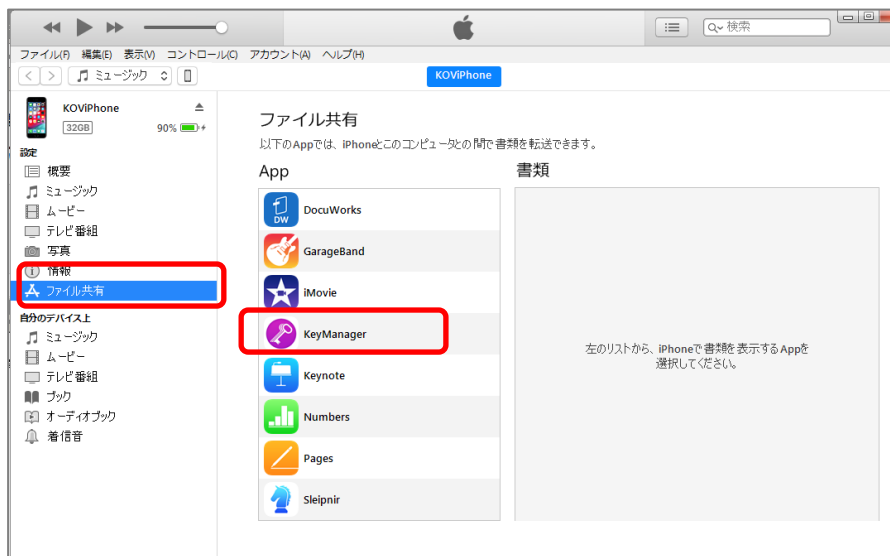 検索
ファイル(F) 編集(E) 表示(V) コントロール(C) アカウント(A) ヘルプ(H)
ミュージック
KOViPhone
KOViPhone
32GB
90%
設定
概要
ミュージック
ムービー
テレビ番組
写真
情報
ファイル共有
自分のデバイス上
ミュージック
ムービー
テレビ番組
ブック
オーディオブック
着信音
ファイル共有
以下のAppでは、iPhoneとこのコンピュータとの間で書類を転送できます。
App
DW
DocuWorks
GarageBand
iMovie
KeyManager
Keynote
Numbers
Pages
Sleipnir
書類
左のリストから、iPhoneで書類を表示するAppを
選択してください。